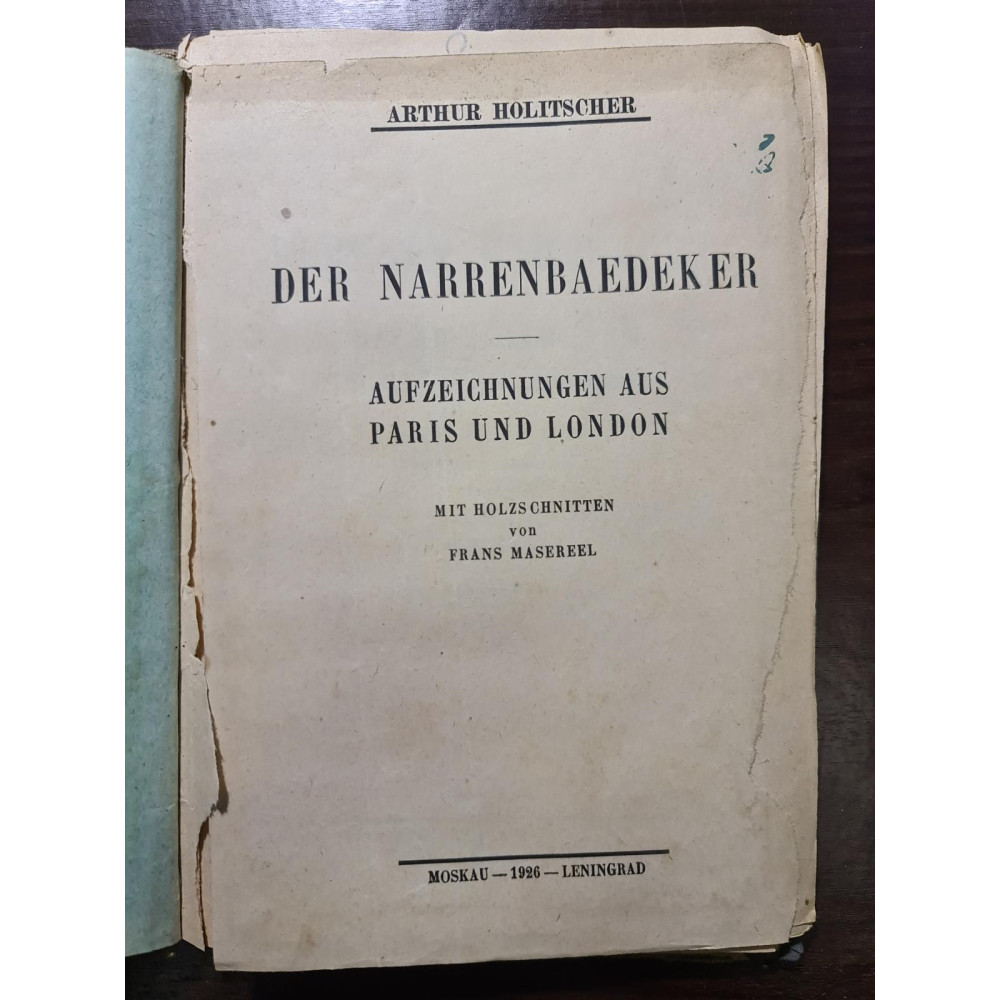 ARTHUR HOLITSCHER
DER NARRENBAEDEKER
AUFZEICHNUNGEN AUS
PARIS UND LONDON
MIT HOLZSCHNITTEN
von
FRANS MASEREEL
MOSKAU — 1926 — LENINGRAD